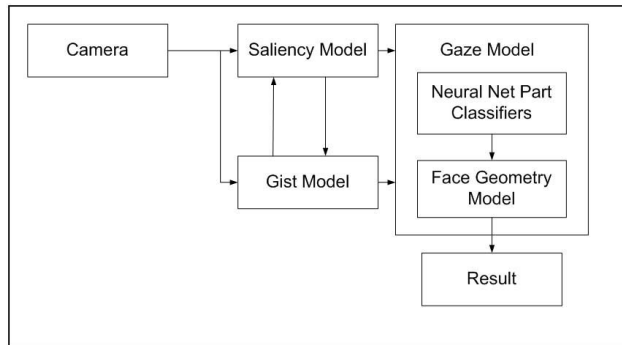 Camera
Saliency Model
Gaze Model
Neural Net Part
Classifiers
Gist Model
Face Geometry
Model
Result